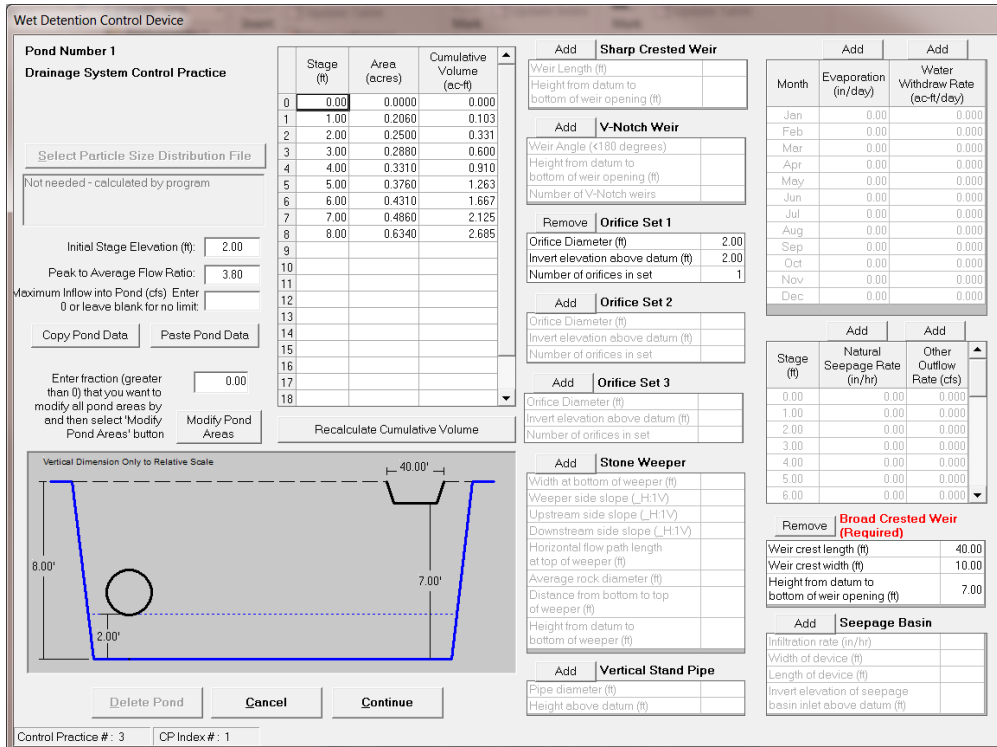 Wet Detention Control Device
Pond Number 1
Drainage System Control Practice
Select Particle Size Distribution File
Not needed - calculated by program
Initial Stage Elevation (ft): 2.00
Peak to Average Flow Ratio: 3.80
Maximum Inflow into Pond (cfs) Enter
0 or leave blank for no limit:
Copy Pond Data Paste Pond Data
Enter fraction (greater 0.00
than 0) that you want to
modify all pond areas by
and then select 'Modify
Pond Areas' button
Modify Pond
Areas
Stage (ft) Area (acres) Cumulative Volume (ac-ft)
0 0.00 0.0000 0.000
1 1.00 0.2060 0.103
2 2.00 0.2500 0.331
3 3.00 0.2880 0.600
4 4.00 0.3310 0.910
5 5.00 0.3760 1.263
6 6.00 0.4310 1.667
7 7.00 0.4860 2.125
8 8.00 0.6340 2.685
9
10
11
12
13
14
15
16
17
18
Recalculate Cumulative Volume
Vertical Dimension Only to Relative Scale
40.00'
8.00'
7.00'
2.00'
Delete Pond Cancel Continue
Control Practice # : 3 CP Index # : 1
Add Sharp Crested Weir
Weir Length (ft)
Height from datum to
bottom of weir opening (ft)
Add V-Notch Weir
Weir Angle (<180 degrees)
Height from datum to
bottom of weir opening (ft)
Number of V-Notch weirs
Remove Orifice Set 1
Orifice Diameter (ft) 2.00
Invert elevation above datum (ft) 2.00
Number of orifices in set 1
Add Orifice Set 2
Orifice Diameter (ft)
Invert elevation above datum (ft)
Number of orifices in set
Add Orifice Set 3
Orifice Diameter (ft)
Invert elevation above datum (ft)
Number of orifices in set
Add Stone Weeper
Width at bottom of weeper (ft)
Weeper side slope (_H:1V)
Upstream side slope (_H:1V)
Downstream side slope (_H:1V)
Horizontal flow path length
at top of weeper (ft)
Average rock diameter (ft)
Distance from bottom to top
of weeper (ft)
Height from datum to
bottom of weeper (ft)
Add Vertical Stand Pipe
Pipe diameter (ft)
Height above datum (ft)
Add Add
Month Evaporation (in/day) Water Withdraw Rate (ac-ft/day)
Jan 0.00 0.000
Feb 0.00 0.000
Mar 0.00 0.000
Apr 0.00 0.000
May 0.00 0.000
Jun 0.00 0.000
Jul 0.00 0.000
Aug 0.00 0.000
Sep 0.00 0.000
Oct 0.00 0.000
Nov 0.00 0.000
Dec 0.00 0.000
Add Add
Stage (ft) Natural Seepage Rate (in/hr) Other Outflow Rate (cfs)
0.00 0.00 0.000
1.00 0.00 0.000
2.00 0.00 0.000
3.00 0.00 0.000
4.00 0.00 0.000
5.00 0.00 0.000
6.00 0.00 0.000
Remove Broad Crested Weir
(Required)
Weir crest length (ft) 40.00
Weir crest width (ft) 10.00
Height from datum to
bottom of weir opening (ft) 7.00
Add Seepage Basin
Infiltration rate (in/hr)
Width of device (ft)
Length of device (ft)
Invert elevation of seepage
basin inlet above datum (ft)